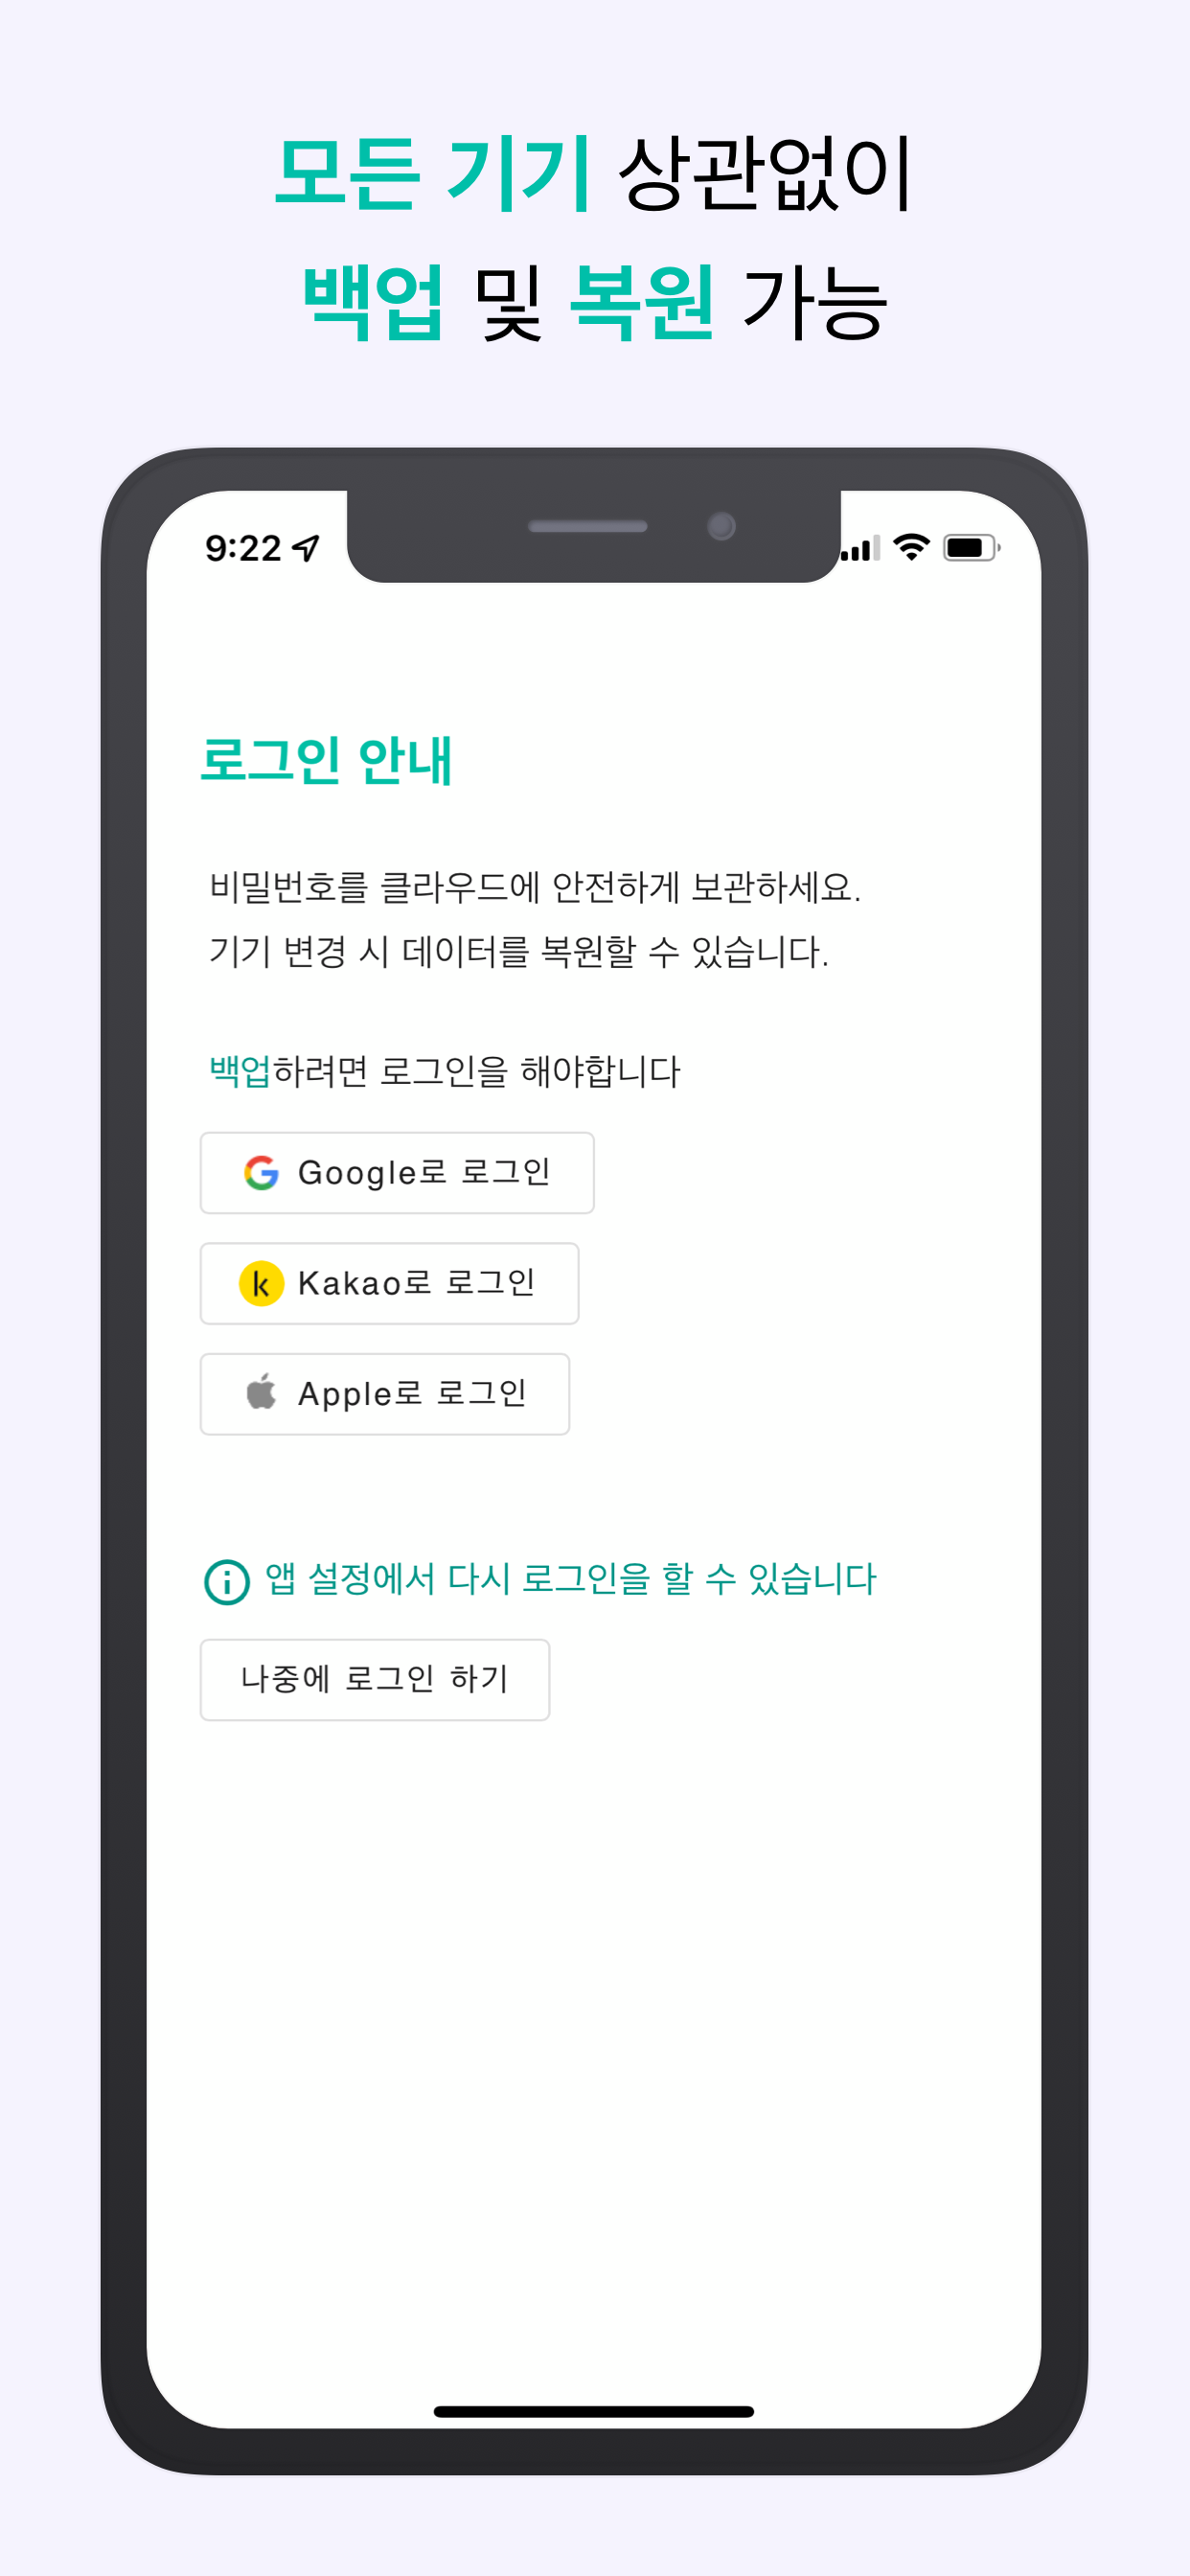 모든 기기 상관없이
백업 및 복원 가능
9:22
로그인 안내
비밀번호를 클라우드에 안전하게 보관하세요.
기기 변경 시 데이터를 복원할 수 있습니다.
백업하려면 로그인을 해야합니다
Google로 로그인
k Kakao로 로그인
Apple로 로그인
앱 설정에서 다시 로그인을 할 수 있습니다
나중에 로그인 하기